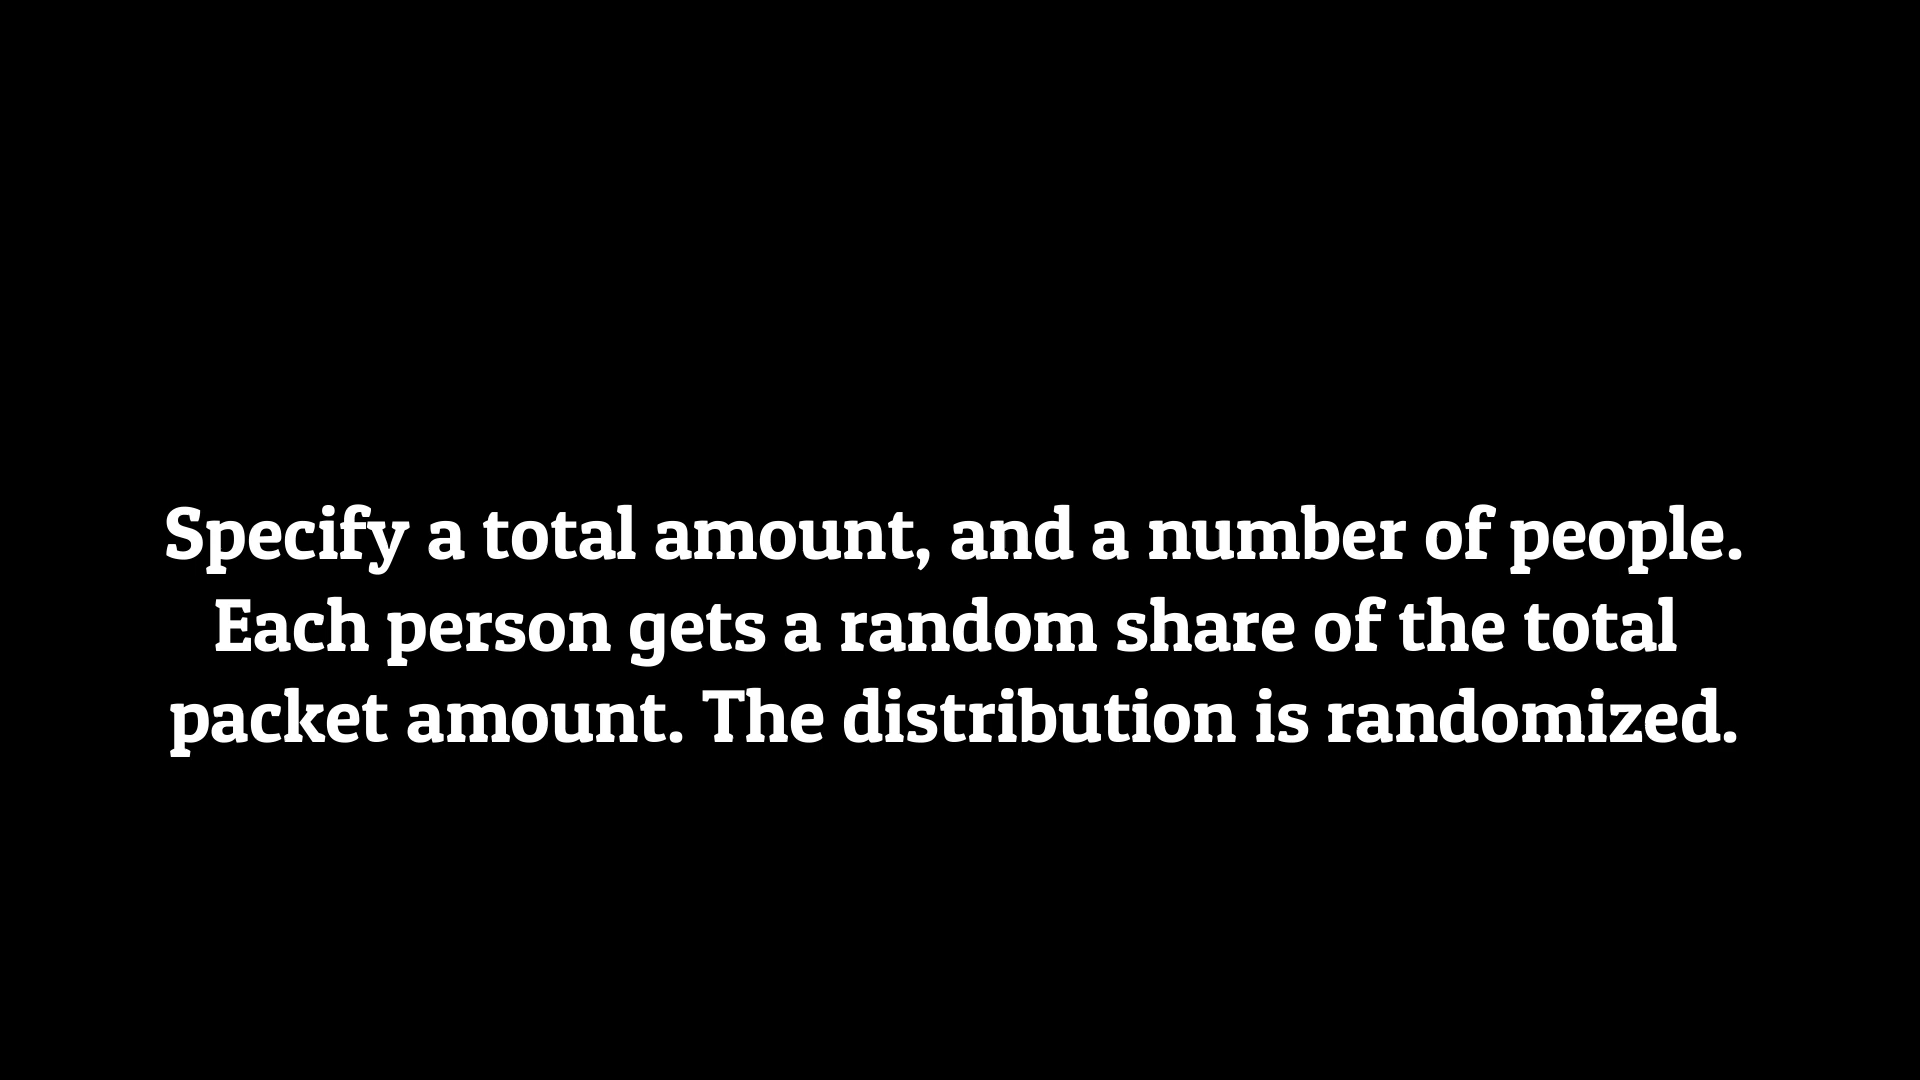 Specify a total amount, and a number of people.
Each person gets a random share of the total
packet amount. The distribution is randomized.